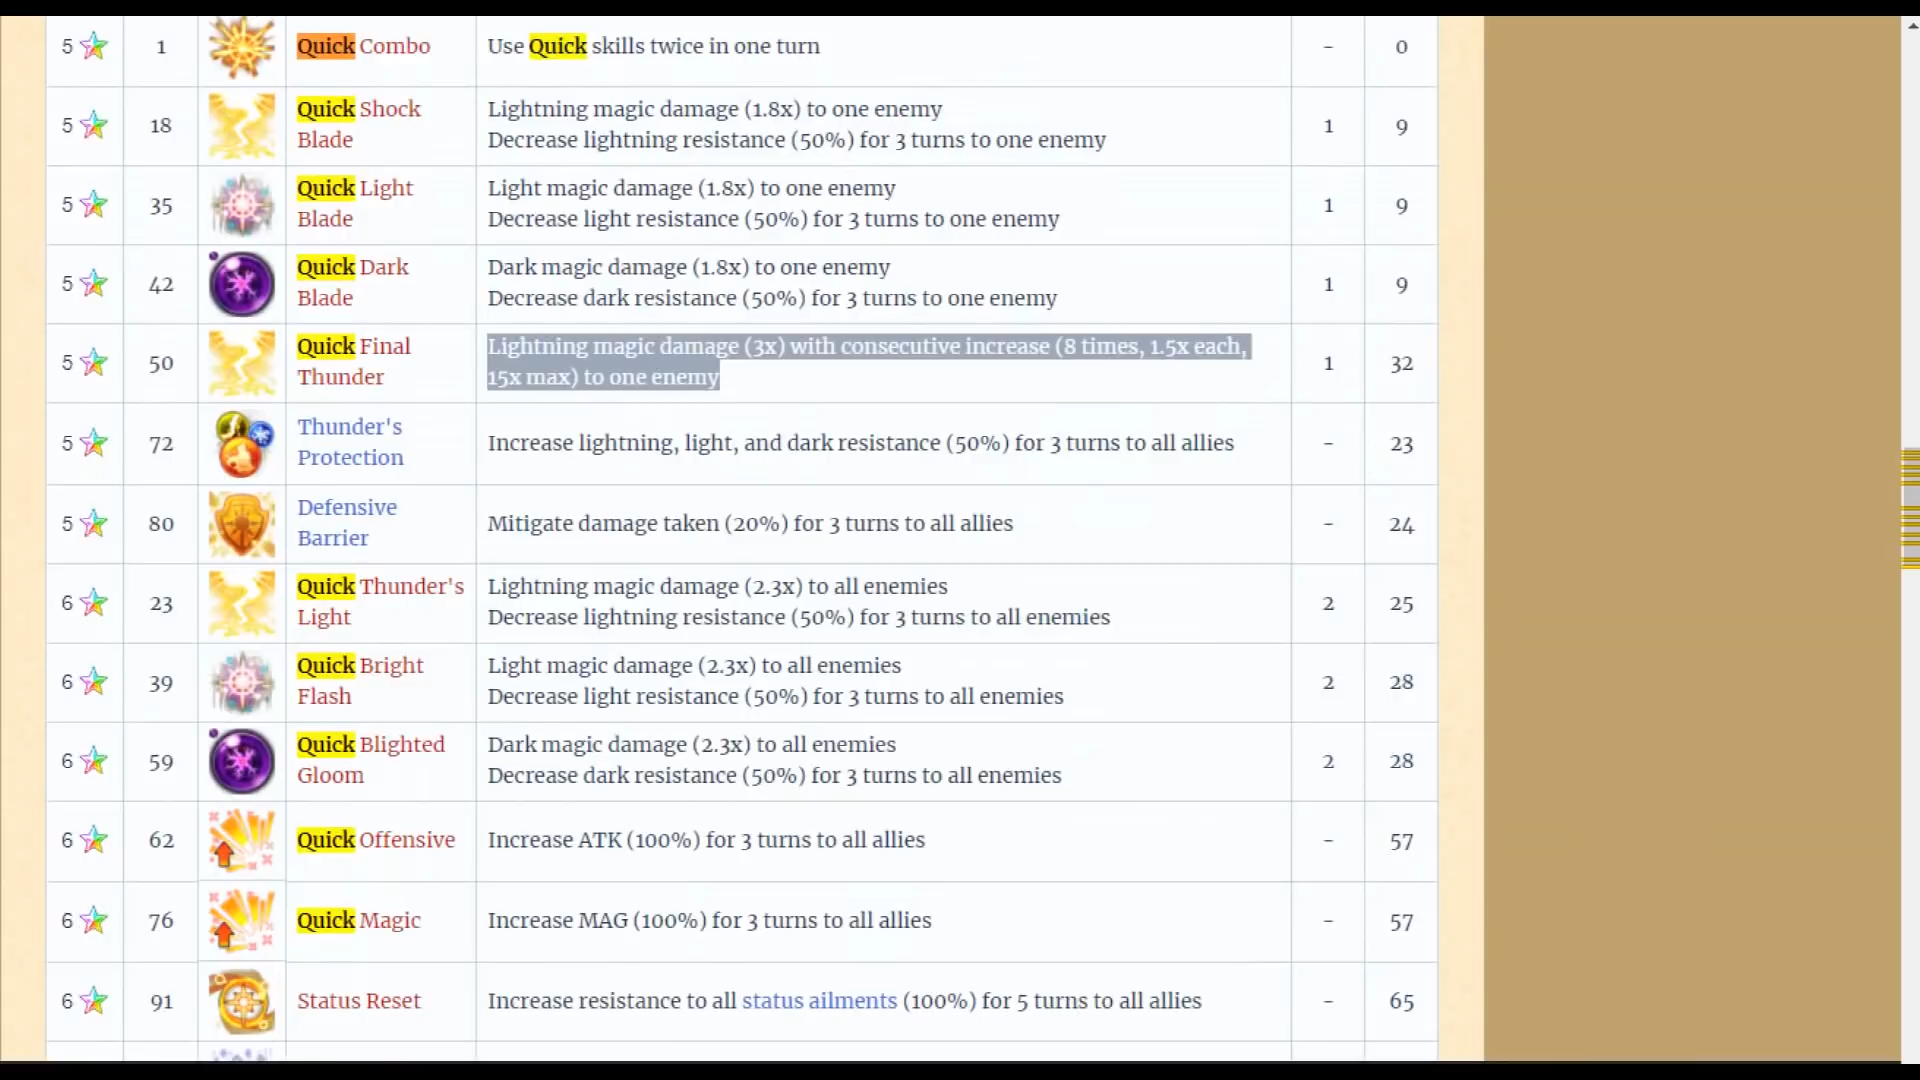 5 1 Quick Combo Use Quick skills twice in one turn - 0
5 18 Quick Shock Blade Lightning magic damage (1.8x) to one enemy
Decrease lightning resistance (50%) for 3 turns to one enemy 1 9
5 35 Quick Light Blade Light magic damage (1.8x) to one enemy
Decrease light resistance (50%) for 3 turns to one enemy 1 9
5 42 Quick Dark Blade Dark magic damage (1.8x) to one enemy
Decrease dark resistance (50%) for 3 turns to one enemy 1 9
5 50 Quick Final Thunder Lightning magic damage (3x) with consecutive increase (8 times, 1.5x each,
15x max) to one enemy 1 32
5 72 Thunder's Protection Increase lightning, light, and dark resistance (50%) for 3 turns to all allies - 23
5 80 Defensive Barrier Mitigate damage taken (20%) for 3 turns to all allies - 24
6 23 Quick Thunder's Light Lightning magic damage (2.3x) to all enemies
Decrease lightning resistance (50%) for 3 turns to all enemies 2 25
6 39 Quick Bright Flash Light magic damage (2.3x) to all enemies
Decrease light resistance (50%) for 3 turns to all enemies 2 28
6 59 Quick Blighted Gloom Dark magic damage (2.3x) to all enemies
Decrease dark resistance (50%) for 3 turns to all enemies 2 28
6 62 Quick Offensive Increase ATK (100%) for 3 turns to all allies - 57
6 76 Quick Magic Increase MAG (100%) for 3 turns to all allies - 57
6 91 Status Reset Increase resistance to all status ailments (100%) for 5 turns to all allies - 65